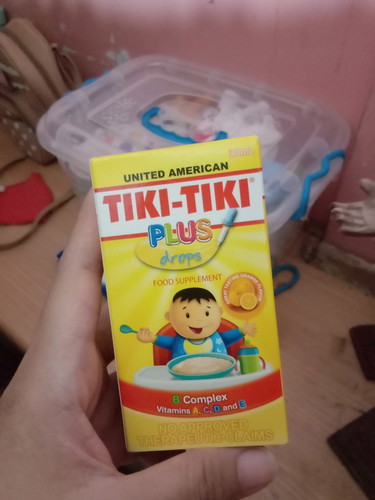 UNITED AMERICAN
TIKI-TIKI®
PLUS
drops
FOOD SUPPLEMENT
B Complex
Vitamins A, C, D and E
NO APPROVED
THERAPEUTIC CLAIMS